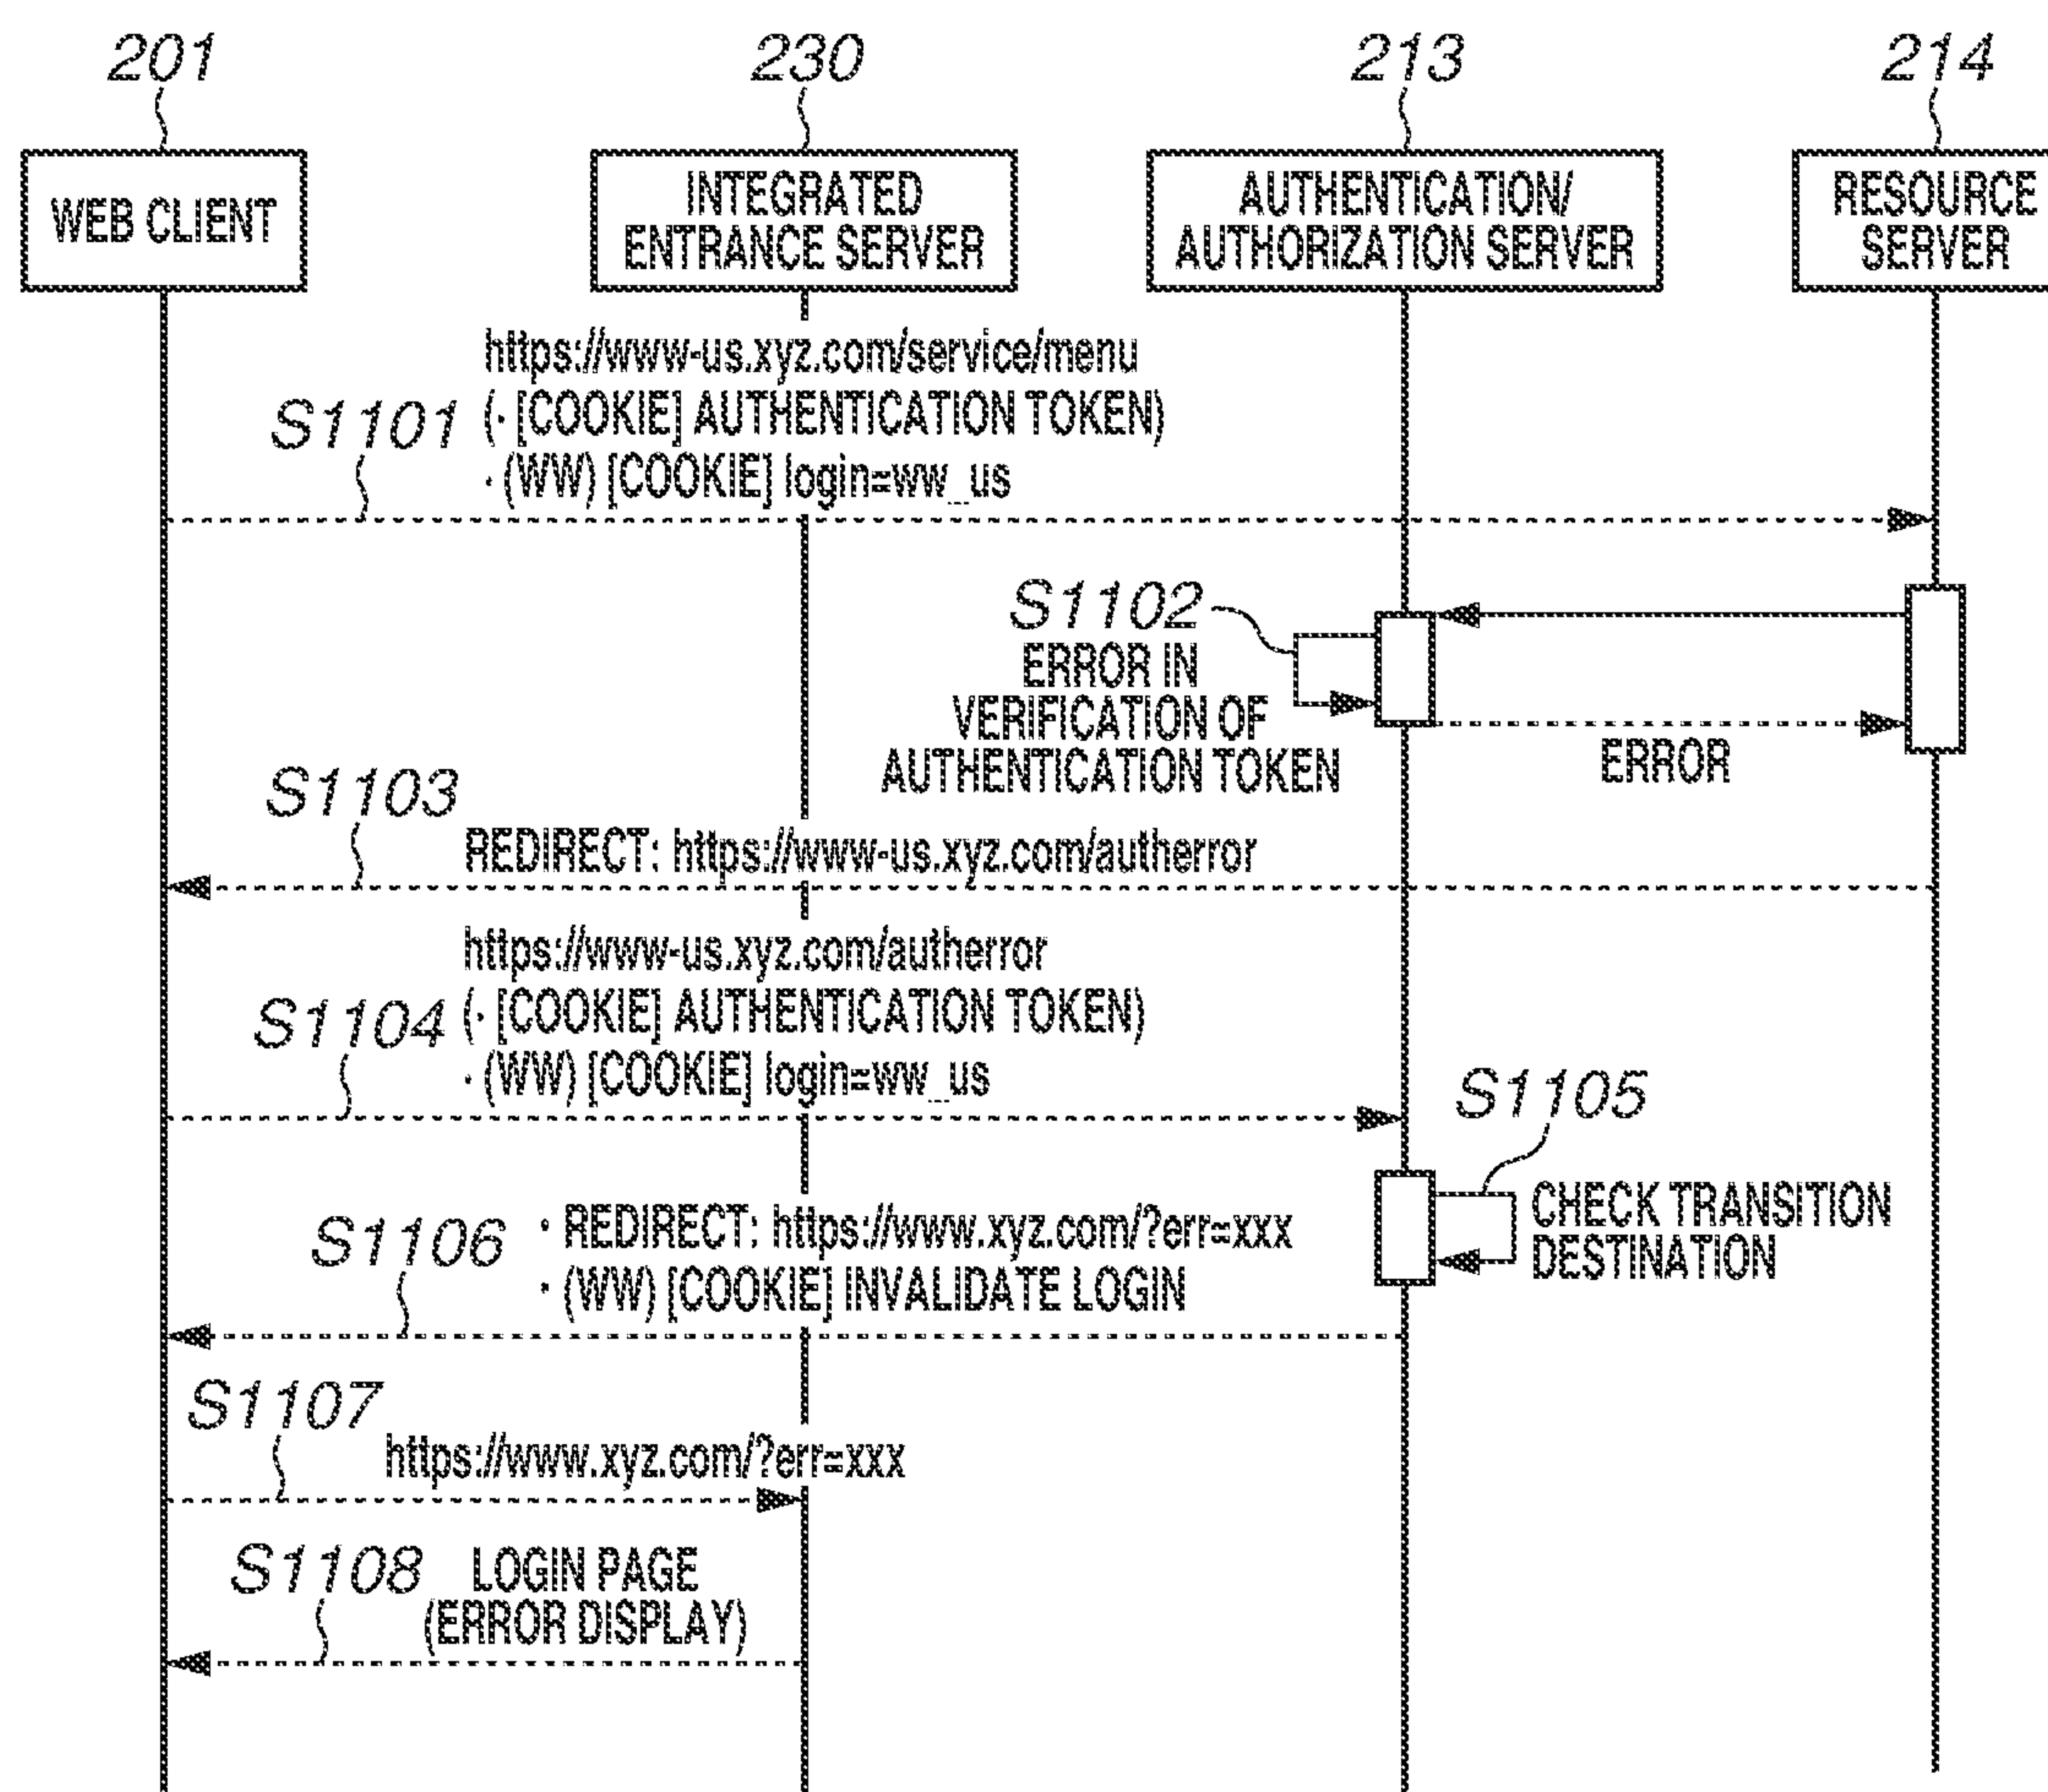 201
230
213
214
WEB CLIENT
INTEGRATED
ENTRANCE SERVER
AUTHENTICATION/
AUTHORIZATION SERVER
RESOURCE
SERVER
https://www-us.xyz.com/service/menu
S1101 (· [COOKIE] AUTHENTICATION TOKEN)
· (WW) [COOKIE] login=ww_us
S1102
ERROR IN
VERIFICATION OF
AUTHENTICATION TOKEN
ERROR
S1103
REDIRECT: https://www-us.xyz.com/autherror
https://www-us.xyz.com/autherror
S1104 (· [COOKIE] AUTHENTICATION TOKEN)
· (WW) [COOKIE] login=ww_us
S1105
CHECK TRANSITION
DESTINATION
S1106 · REDIRECT: https://www.xyz.com/?err=xxx
· (WW) [COOKIE] INVALIDATE LOGIN
S1107
https://www.xyz.com/?err=xxx
S1108 LOGIN PAGE
(ERROR DISPLAY)